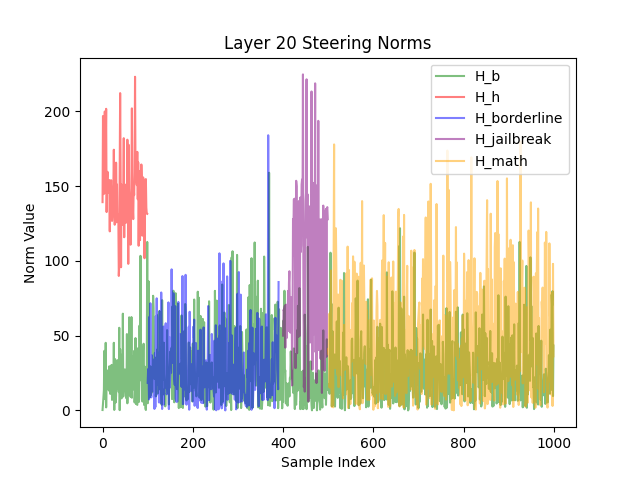 Layer 20 Steering Norms
H_b
H_h
H_borderline
H_jailbreak
H_math
Norm Value
200
150
100
50
0
0
200
400
600
800
1000
Sample Index